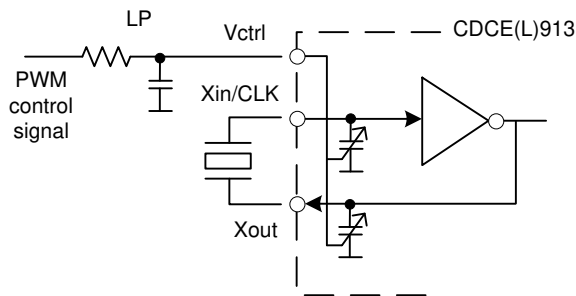 LP
Vctrl
CDCE(L)913
PWM
control
signal
Xin/CLK
Xout